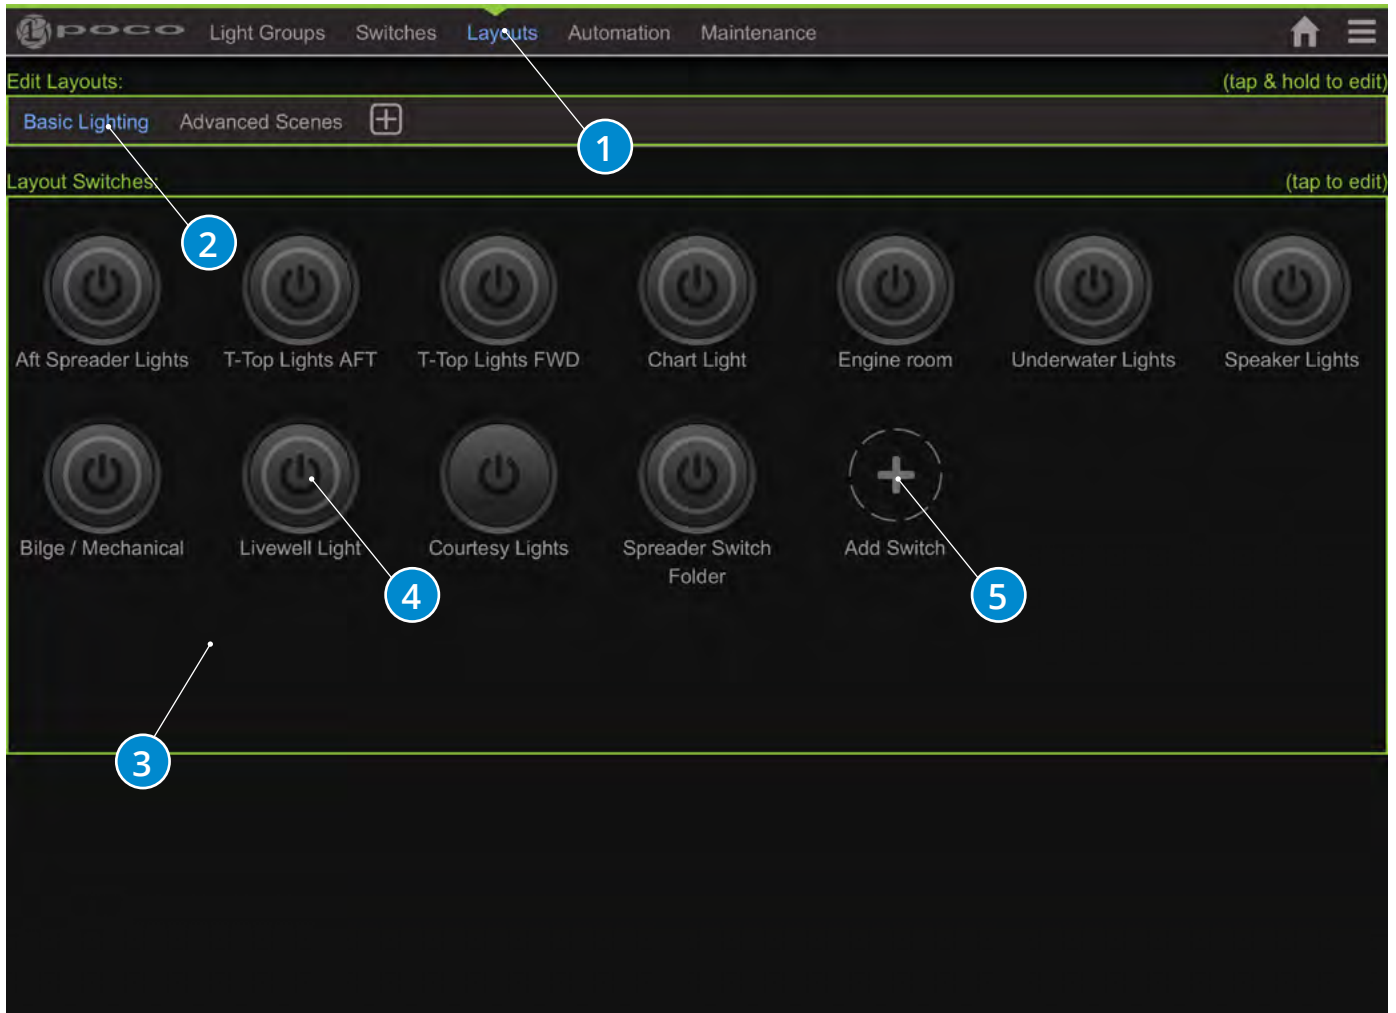 poco Light Groups Switches Layouts Automation Maintenance
Edit Layouts: (tap & hold to edit)
Basic Lighting Advanced Scenes
1
Layout Switches: (tap to edit)
2
Aft Spreader Lights T-Top Lights AFT T-Top Lights FWD Chart Light Engine room Underwater Lights Speaker Lights
Bilge / Mechanical Livewell Light Courtesy Lights Spreader Switch Add Switch
Folder
4 5
3